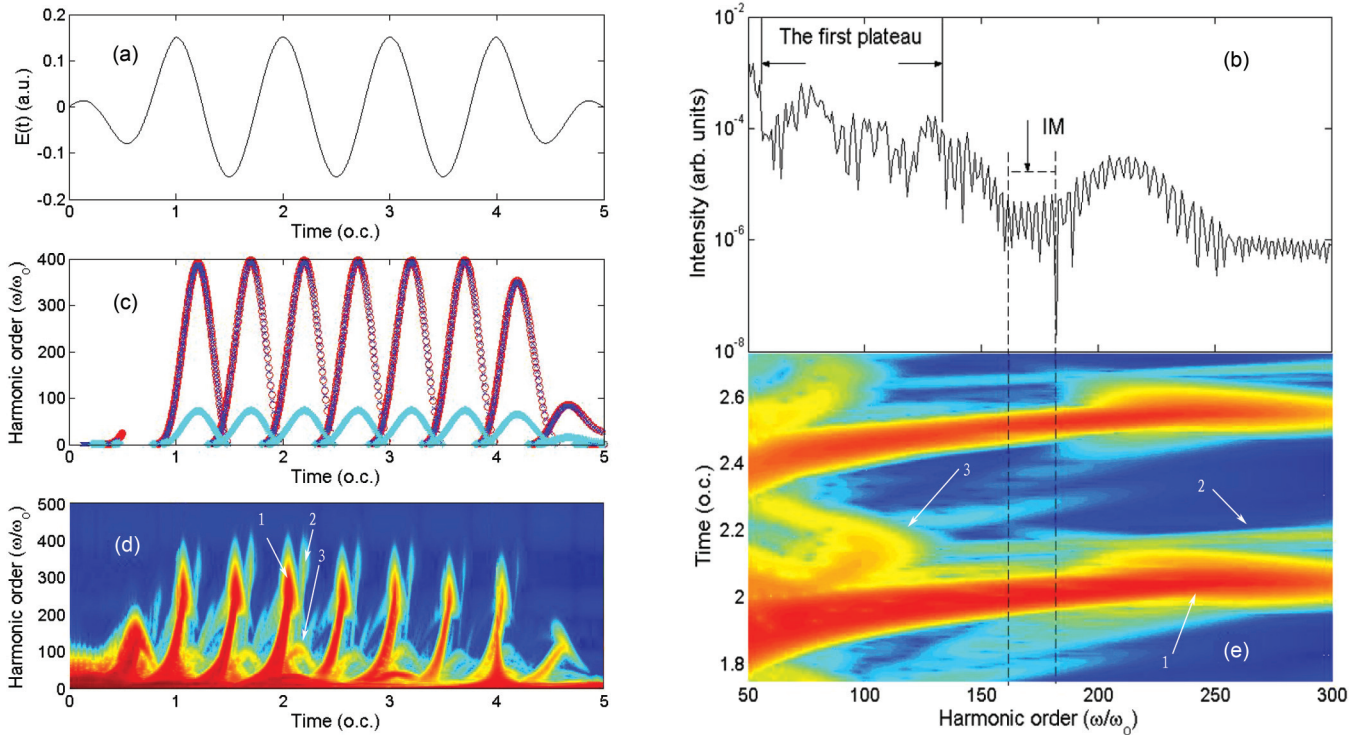 0.2
0.1
0
-0.1
-0.2
E(t) (a.u.)
(a)
0 1 2 3 4 5
Time (o.c.)
400
300
200
100
0
Harmonic order (ω/ω₀)
(c)
0 1 2 3 4 5
Time (o.c.)
500
400
300
200
100
0
Harmonic order (ω/ω₀)
(d)
1
2
3
0 1 2 3 4 5
Time (o.c.)
10⁻²
10⁻⁴
10⁻⁶
10⁻⁸
Intensity (arb. units)
The first plateau
(b)
IM
2.6
2.4
2.2
2
1.8
Time (o.c.)
3
2
1
(e)
50 100 150 200 250 300
Harmonic order (ω/ω₀)